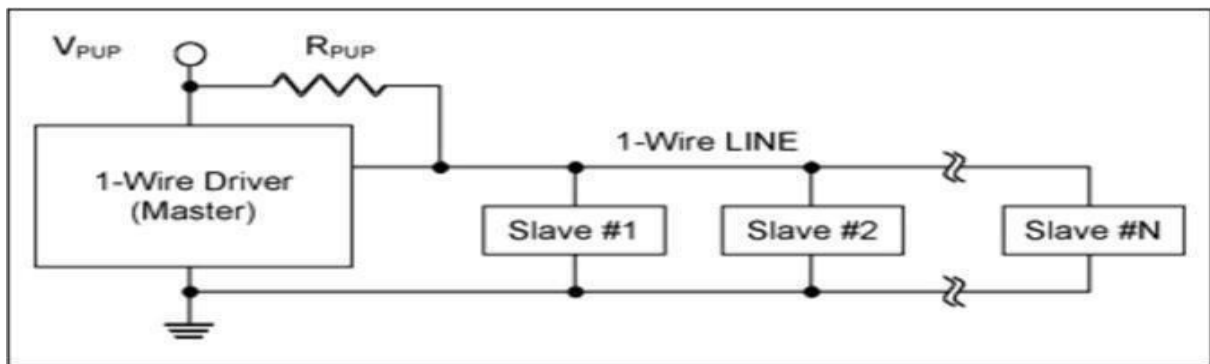 VPUP
RPUP
1-Wire LINE
1-Wire Driver
(Master)
Slave #1
Slave #2
Slave #N